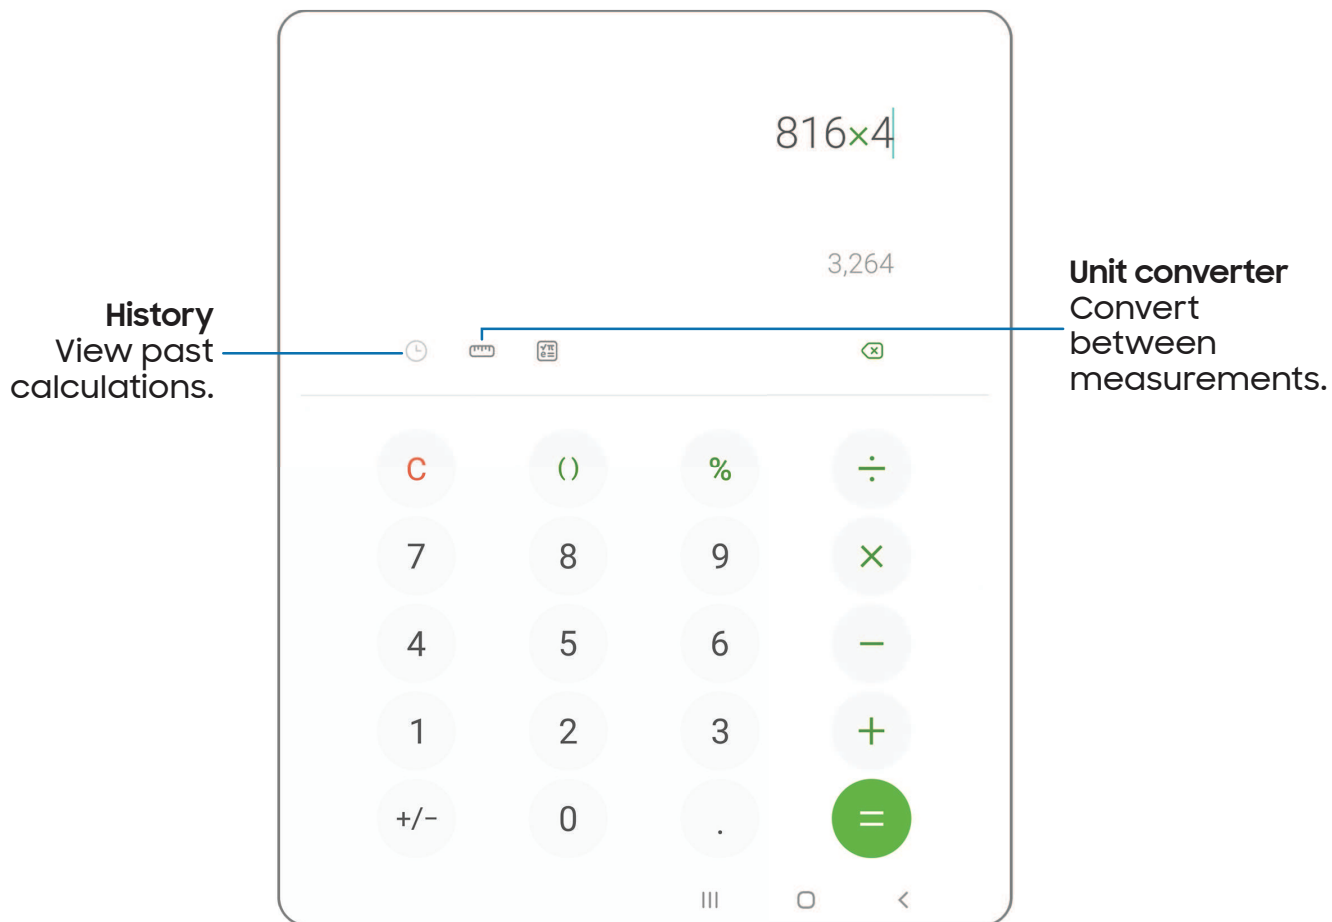 816×4
3,264
History
View past
calculations.
Unit converter
Convert
between
measurements.
√π
e=
C
()
%
÷
7
8
9
×
4
5
6
−
1
2
3
+
+/−
0
.
=